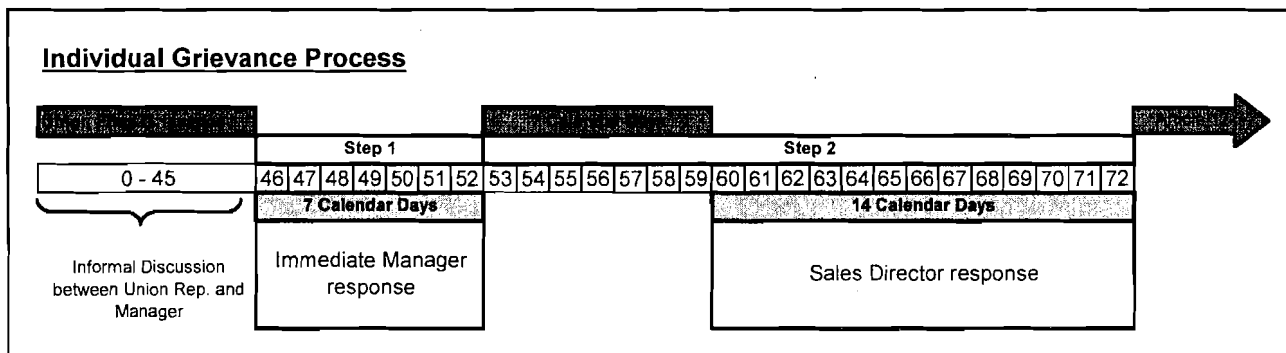 Individual Grievance Process
Step 1
Step 2
0 - 45
46 47 48 49 50 51 52 53 54 55 56 57 58 59 60 61 62 63 64 65 66 67 68 69 70 71 72
7 Calendar Days
14 Calendar Days
Informal Discussion
between Union Rep. and
Manager
Immediate Manager
response
Sales Director response